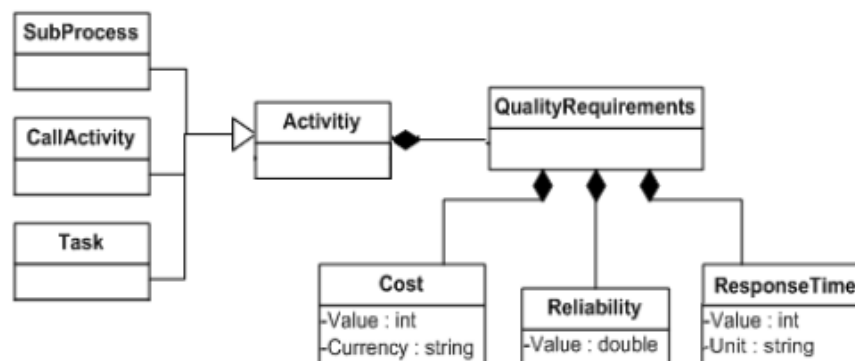 SubProcess
CallActivity
Task
Activitiy
QualityRequirements
Cost
-Value : int
-Currency : string
Reliability
-Value : double
ResponseTime
-Value : int
-Unit : string